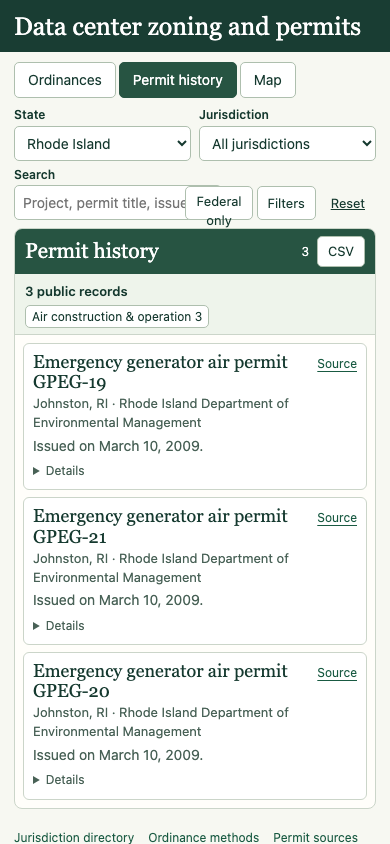 Data center zoning and permits
Ordinances Permit history Map
State Jurisdiction
Rhode Island All jurisdictions
Search
Project, permit title, issue Federal only Filters Reset
Permit history 3 CSV
3 public records
Air construction & operation 3
Emergency generator air permit Source
GPEG-19
Johnston, RI · Rhode Island Department of
Environmental Management
Issued on March 10, 2009.
Details
Emergency generator air permit Source
GPEG-21
Johnston, RI · Rhode Island Department of
Environmental Management
Issued on March 10, 2009.
Details
Emergency generator air permit Source
GPEG-20
Johnston, RI · Rhode Island Department of
Environmental Management
Issued on March 10, 2009.
Details
Jurisdiction directory Ordinance methods Permit sources